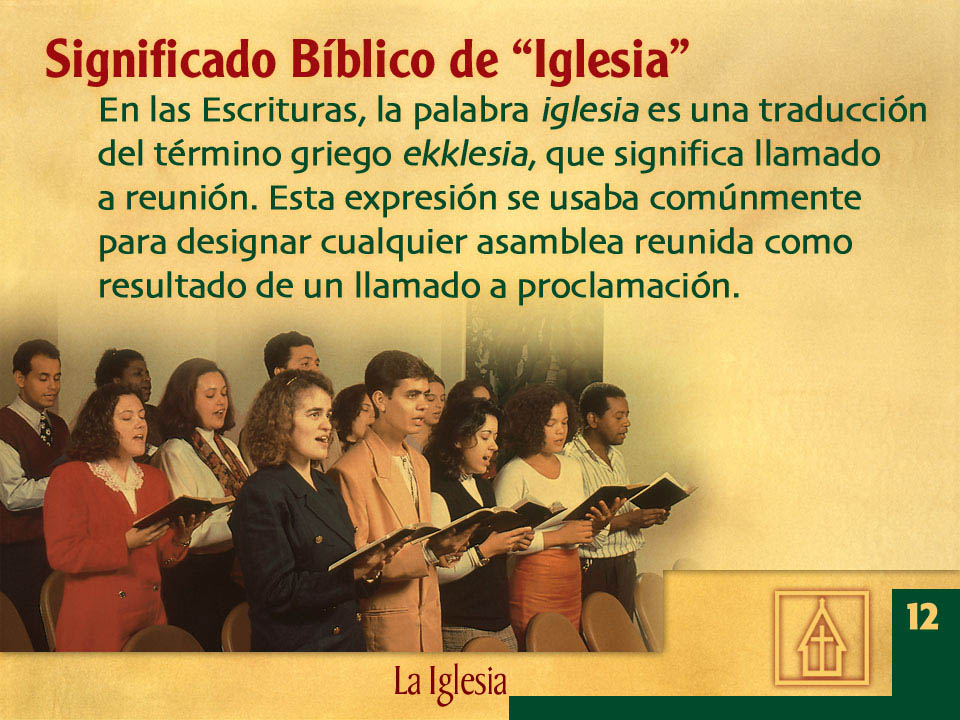 Significado Bíblico de “Iglesia”
En las Escrituras, la palabra iglesia es una traducción
del término griego ekklesia, que significa llamado
a reunión. Esta expresión se usaba comúnmente
para designar cualquier asamblea reunida como
resultado de un llamado a proclamación.
12
La Iglesia